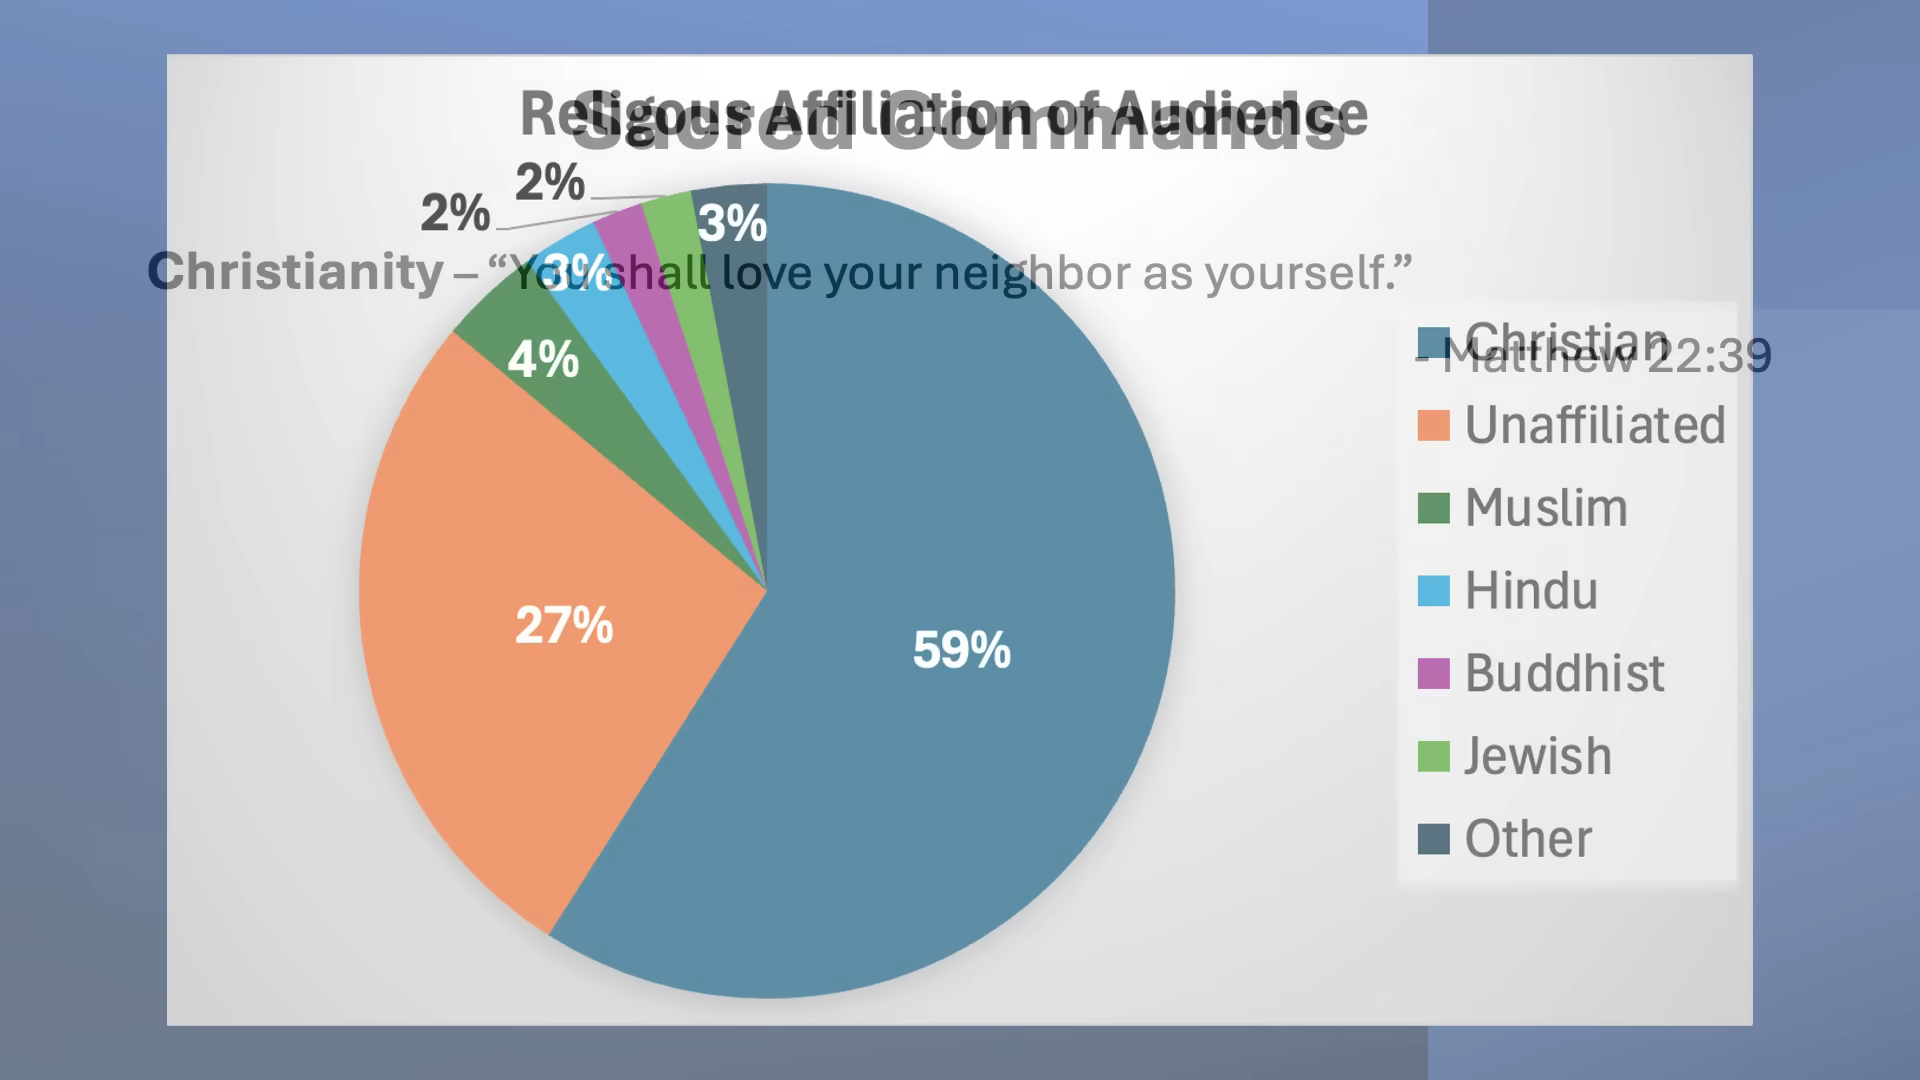 Religous Affiliation of Audience
Sacred Commands
2%
2%
3%
Christianity – “You shall love your neighbor as yourself.”
3%
- Matthew 22:39
4%
27%
59%
Christian
Unaffiliated
Muslim
Hindu
Buddhist
Jewish
Other